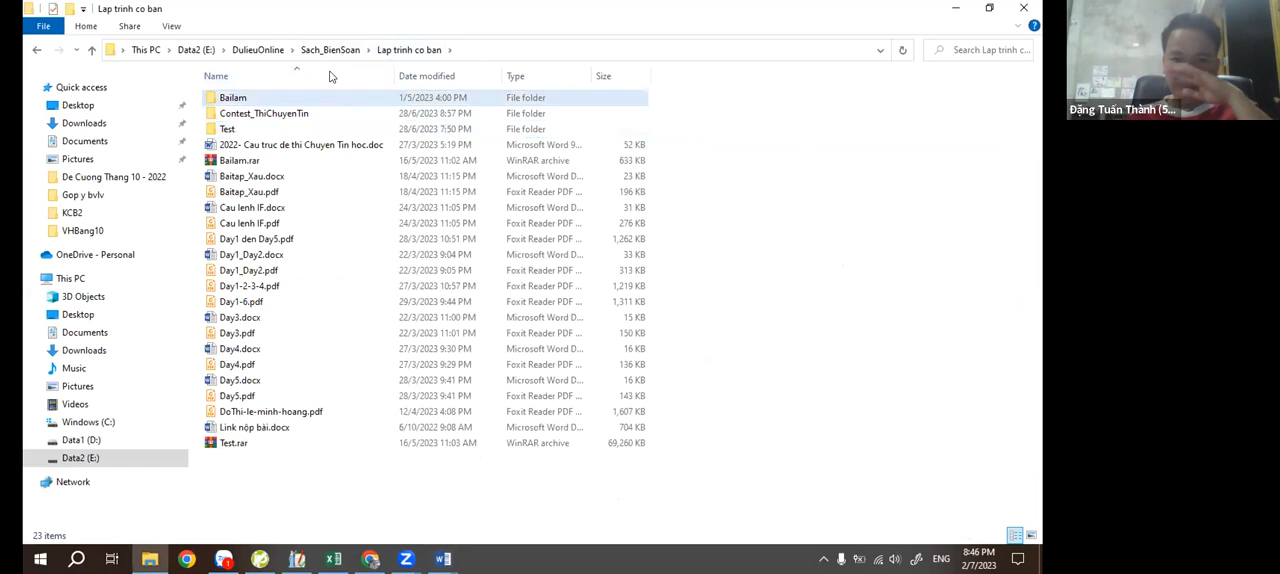 Lap trinh co ban
File Home Share View
This PC Data2 (E:) DulieuOnline Sach_BienSoan Lap trinh co ban Search Lap trinh c...
Name Date modified Type Size
Quick access
Desktop
Downloads
Documents
Pictures
De Cuong Thang 10 - 2022
Gop y bvlv
KCB2
VHBang10
OneDrive - Personal
This PC
3D Objects
Desktop
Documents
Downloads
Music
Pictures
Videos
Windows (C:)
Data1 (D:)
Data2 (E:)
Network
Bailam 1/5/2023 4:00 PM File folder
Contest_ThiChuyenTin 28/6/2023 8:57 PM File folder
Test 28/6/2023 7:50 PM File folder
2022- Cau truc de thi Chuyen Tin hoc.doc 27/3/2023 5:19 PM Microsoft Word 9... 52 KB
Bailam.rar 16/5/2023 11:02 AM WinRAR archive 633 KB
Baitap_Xau.docx 18/4/2023 11:15 PM Microsoft Word D... 23 KB
Baitap_Xau.pdf 18/4/2023 11:15 PM Foxit Reader PDF ... 196 KB
Cau lenh IF.docx 24/3/2023 11:05 PM Microsoft Word D... 31 KB
Cau lenh IF.pdf 24/3/2023 11:05 PM Foxit Reader PDF ... 276 KB
Day1 den Day5.pdf 28/3/2023 10:51 PM Foxit Reader PDF ... 1,262 KB
Day1_Day2.docx 22/3/2023 9:04 PM Microsoft Word D... 33 KB
Day1_Day2.pdf 22/3/2023 9:05 PM Foxit Reader PDF ... 313 KB
Day1-2-3-4.pdf 27/3/2023 10:57 PM Foxit Reader PDF ... 1,219 KB
Day1-6.pdf 29/3/2023 9:44 PM Foxit Reader PDF ... 1,311 KB
Day3.docx 22/3/2023 11:00 PM Microsoft Word D... 15 KB
Day3.pdf 22/3/2023 11:01 PM Foxit Reader PDF ... 150 KB
Day4.docx 27/3/2023 9:30 PM Microsoft Word D... 16 KB
Day4.pdf 27/3/2023 9:29 PM Foxit Reader PDF ... 136 KB
Day5.docx 28/3/2023 9:41 PM Microsoft Word D... 16 KB
Day5.pdf 28/3/2023 9:41 PM Foxit Reader PDF ... 143 KB
DoThi-le-minh-hoang.pdf 12/4/2023 4:08 PM Foxit Reader PDF ... 1,607 KB
Link nộp bài.docx 6/10/2022 9:08 AM Microsoft Word D... 704 KB
Test.rar 16/5/2023 11:03 AM WinRAR archive 69,260 KB
23 items
ENG
8:46 PM
2/7/2023
Đặng Tuấn Thành (5...